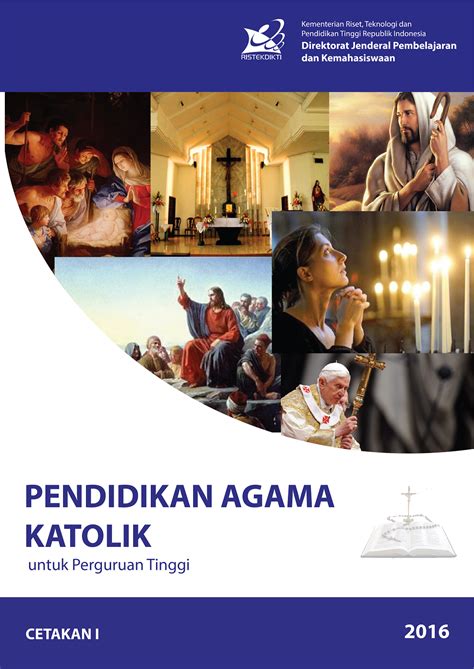 RISTEKDIKTI
Kementerian Riset, Teknologi dan
Pendidikan Tinggi Republik Indonesia
Direktorat Jenderal Pembelajaran
dan Kemahasiswaan
PENDIDIKAN AGAMA
KATOLIK
untuk Perguruan Tinggi
CETAKAN I
2016